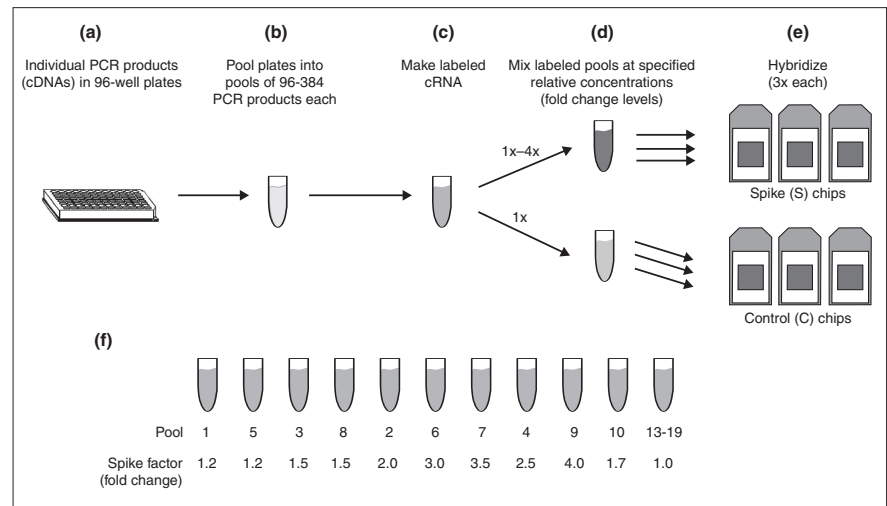 (a)
Individual PCR products
(cDNAs) in 96-well plates
(b)
Pool plates into
pools of 96-384
PCR products each
(c)
Make labeled
cRNA
(d)
Mix labeled pools at specified
relative concentrations
(fold change levels)
(e)
Hybridize
(3x each)
1x–4x
1x
Spike (S) chips
Control (C) chips
(f)
Pool 1 5 3 8 2 6 7 4 9 10 13-19
Spike factor 1.2 1.2 1.5 1.5 2.0 3.0 3.5 2.5 4.0 1.7 1.0
(fold change)